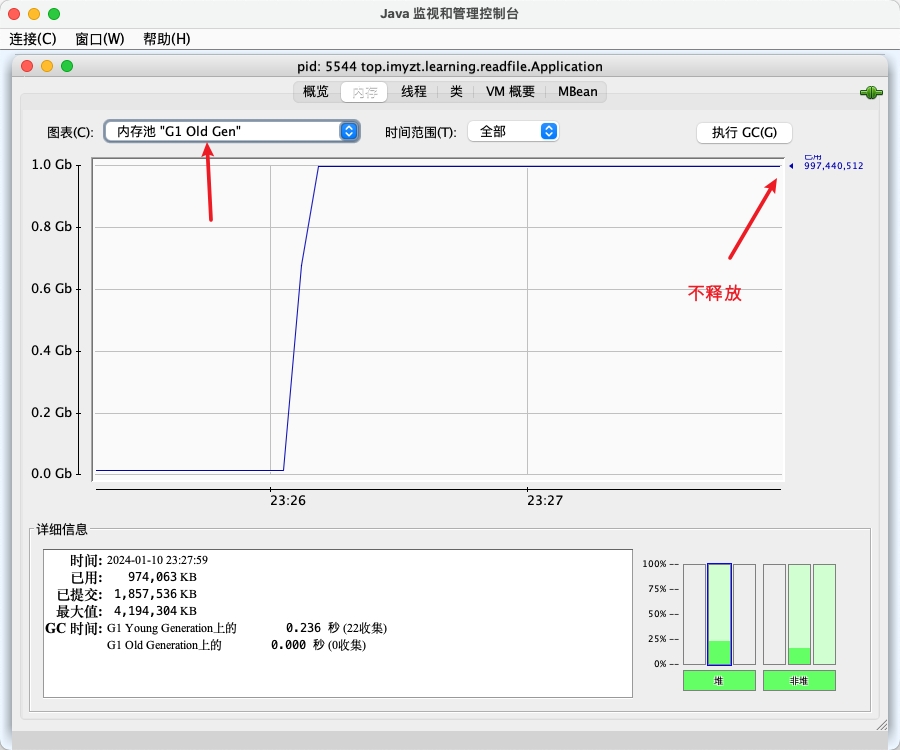 Java 监视和管理控制台
连接(C) 窗口(W) 帮助(H)
pid: 5544 top.imyzt.learning.readfile.Application
概览 内存 线程 类 VM 概要 MBean
图表(C): 内存池 "G1 Old Gen" 时间范围(T): 全部 执行 GC(G)
已用
997,440,512
1.0 Gb
0.8 Gb
0.6 Gb
不释放
0.4 Gb
0.2 Gb
0.0 Gb
23:26 23:27
详细信息
时间: 2024-01-10 23:27:59
已用: 974,063 KB
已提交: 1,857,536 KB
最大值: 4,194,304 KB
GC 时间: G1 Young Generation上的 0.236 秒 (22收集)
G1 Old Generation上的 0.000 秒 (0收集)
100%
75%
50%
25%
0%
堆 非堆